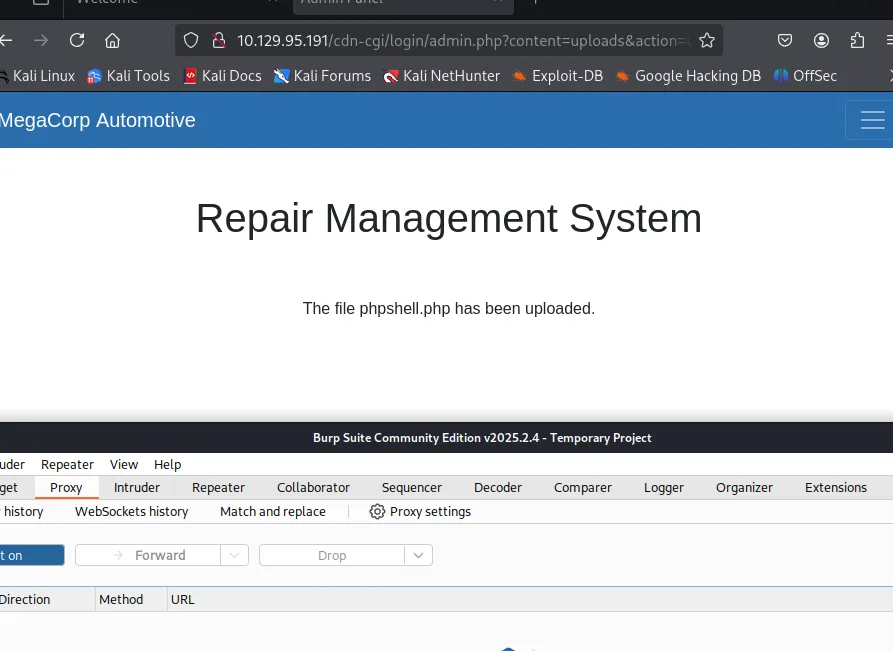 10.129.95.191/cdn-cgi/login/admin.php?content=uploads&action=
Kali Linux Kali Tools Kali Docs Kali Forums Kali NetHunter Exploit-DB Google Hacking DB OffSec
MegaCorp Automotive
Repair Management System
The file phpshell.php has been uploaded.
Burp Suite Community Edition v2025.2.4 - Temporary Project
uder Repeater View Help
get Proxy Intruder Repeater Collaborator Sequencer Decoder Comparer Logger Organizer Extensions
history WebSockets history Match and replace Proxy settings
t on Forward Drop
Direction Method URL